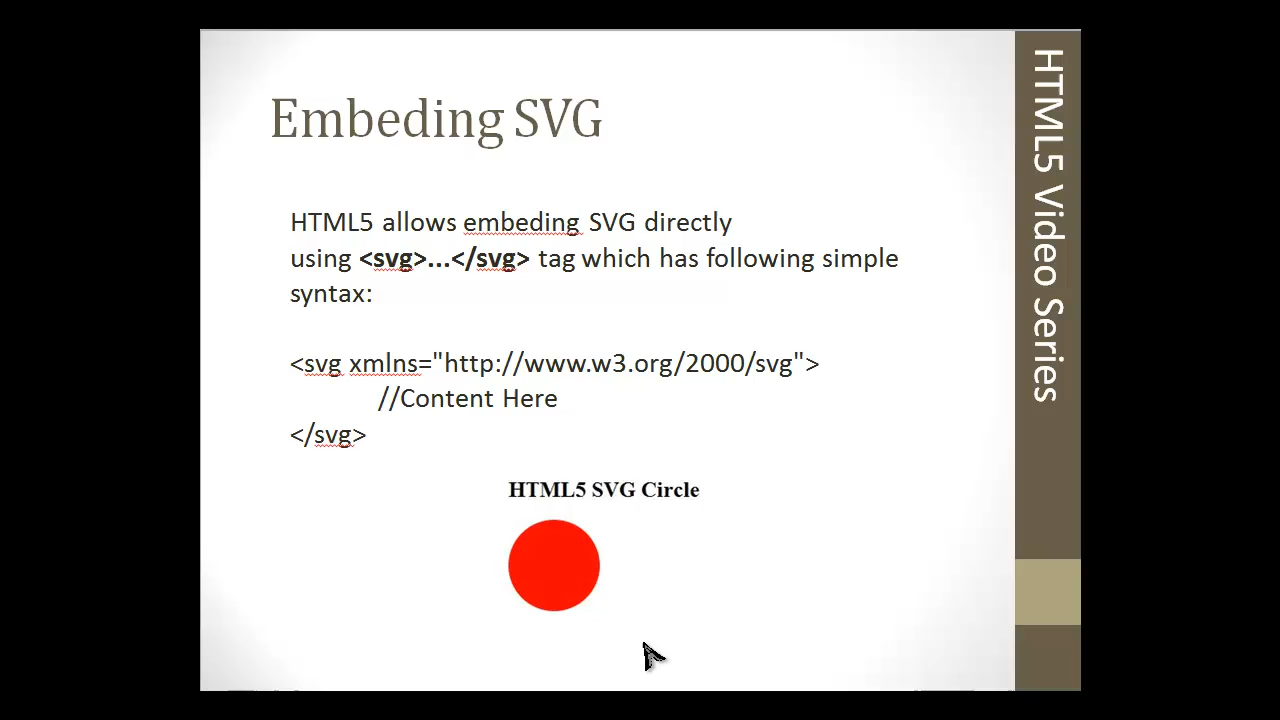 Embeding SVG
HTML5 allows embeding SVG directly
using <svg>...</svg> tag which has following simple
syntax:
<svg xmlns="http://www.w3.org/2000/svg">
//Content Here
</svg>
HTML5 SVG Circle
HTML5 Video Series